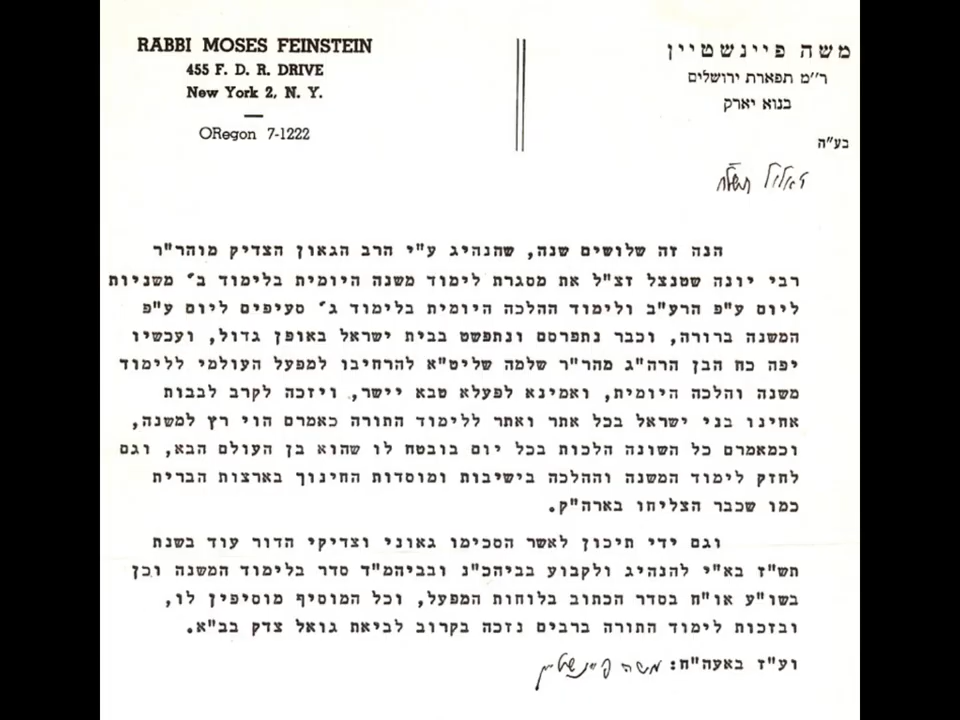 RABBI MOSES FEINSTEIN
455 F. D. R. DRIVE
New York 2, N. Y.
ORegon 7-1222
משה פיינשטיין
ר"מ תפארת ירושלים
בנוא יארק
בע"ה
הנה זה שלושים שנה, שהנהיג ע"י הרב הגאון הצדיק מוהר"ר
רבי יונה שטנצל זצ"ל את מסגרת לימוד משנה היומית בלימוד ב' משניות
ליום ע"פ הרע"ב ולימוד ההלכה היומית בלימוד ג' סעיפים ליום ע"פ
המשנה ברורה, וכבר נתפרסם ונתפשט בבית ישראל באופן גדול, ועכשיו
יפה כח הבן הרה"ג מהר"ר שלמה שליט"א להרחיבו למפעל העולמי ללימוד
משנה והלכה היומית, ואמינא לפעלא טבא יישר, ויזכה לקרב לבבות
אחינו בני ישראל בכל אתר ואתר ללימוד התורה כאמרם הוי רץ למשנה,
וכמאמרם כל השונה הלכות בכל יום בובטח לו שהוא בן העולם הבא, וגם
לחזק לימוד המשנה וההלכה בישיבות ומוסדות החינוך בארצות הברית
כמו שכבר הצליחו בארה"ק.
וגם ידי תיכון לאשר הסכימו גאוני וצדיקי הדור עוד בשנת
תש"ז בא"י להנהיג ולקבוע בביהכ"נ ובביהמ"ד סדר בלימוד המשנה וכן
בשו"ע או"ח בסדר הכתוב בלוחות המפעל, וכל המוסיף מוסיפין לו,
ובזכות לימוד התורה ברבים נזכה בקרוב לביאת גואל צדק בב"א.
וע"ז באעה"ח: משה פיינשטיין